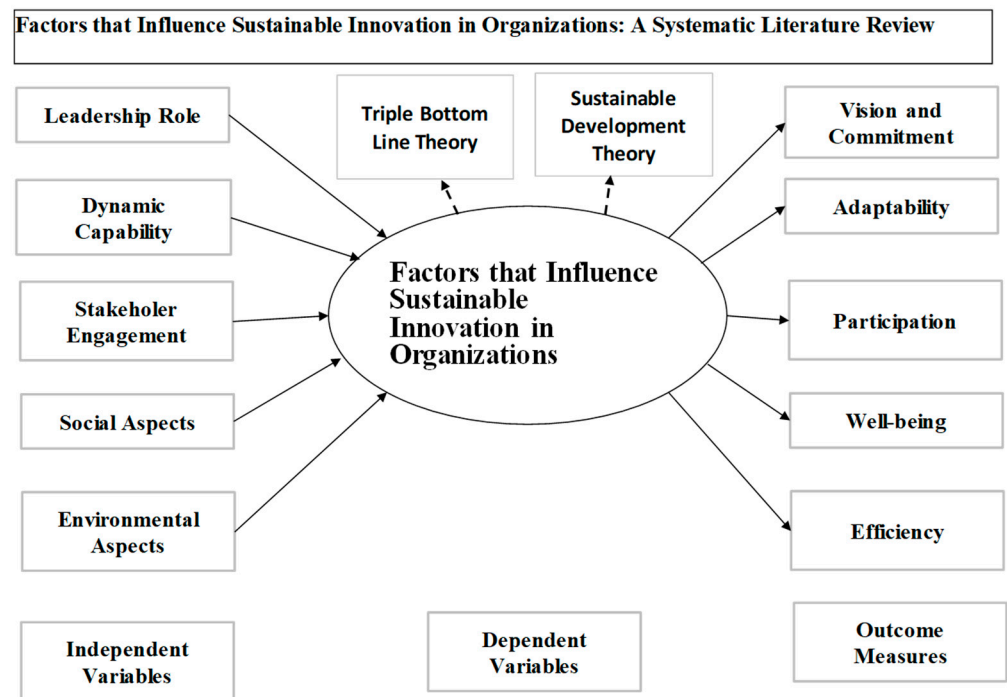 Factors that Influence Sustainable Innovation in Organizations: A Systematic Literature Review
Leadership Role
Triple Bottom
Line Theory
Sustainable
Development
Theory
Vision and
Commitment
Dynamic
Capability
Adaptability
Factors that Influence
Sustainable
Innovation in
Organizations
Stakeholer
Engagement
Participation
Social Aspects
Well-being
Environmental
Aspects
Efficiency
Independent
Variables
Dependent
Variables
Outcome
Measures